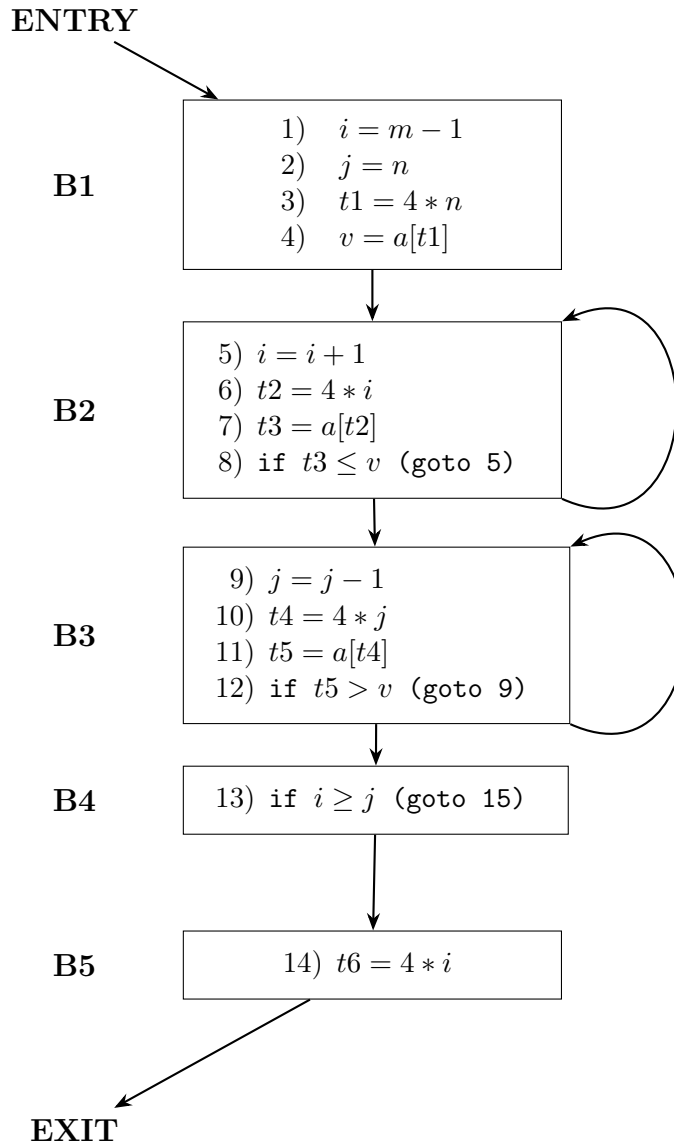 ENTRY
B1
1) i = m − 1
2) j = n
3) t1 = 4 ∗ n
4) v = a[t1]
B2
5) i = i + 1
6) t2 = 4 ∗ i
7) t3 = a[t2]
8) if t3 ≤ v (goto 5)
B3
9) j = j − 1
10) t4 = 4 ∗ j
11) t5 = a[t4]
12) if t5 > v (goto 9)
B4
13) if i ≥ j (goto 15)
B5
14) t6 = 4 ∗ i
EXIT